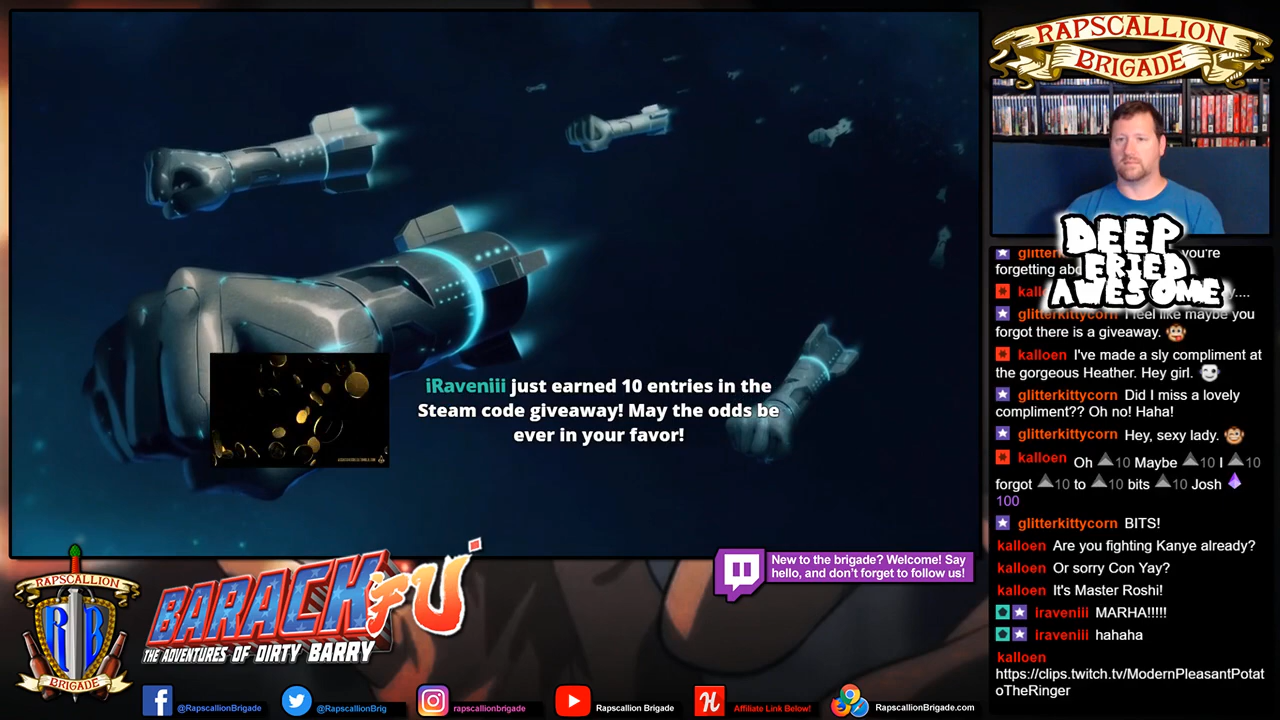 RAPSCALLION
BRIGADE
DEEP
FRIED
AWESOME
you're
forgetting
glitterkittycorn I feel like maybe you
forgot there is a giveaway.
kalloen I've made a sly compliment at
the gorgeous Heather. Hey girl.
glitterkittycorn Did I miss a lovely
compliment?? Oh no! Haha!
glitterkittycorn Hey, sexy lady.
kalloen Oh 10 Maybe 10 I 10
forgot 10 to 10 bits 10 Josh
100
glitterkittycorn BITS!
kalloen Are you fighting Kanye already?
kalloen Or sorry Con Yay?
kalloen It's Master Roshi!
iraveniii MARHA!!!!!
iraveniii hahaha
kalloen
https://clips.twitch.tv/ModernPleasantPotat
oTheRinger
iRaveniii just earned 10 entries in the
Steam code giveaway! May the odds be
ever in your favor!
New to the brigade? Welcome! Say
hello, and don't forget to follow us!
RAPSCALLION
R B
BRIGADE
BARACK FU
THE ADVENTURES OF DIRTY BARRY
@RapscallionBrigade
@RapscallionBrig
rapscallionbrigade
Rapscallion Brigade
Affiliate Link Below!
RapscallionBrigade.com